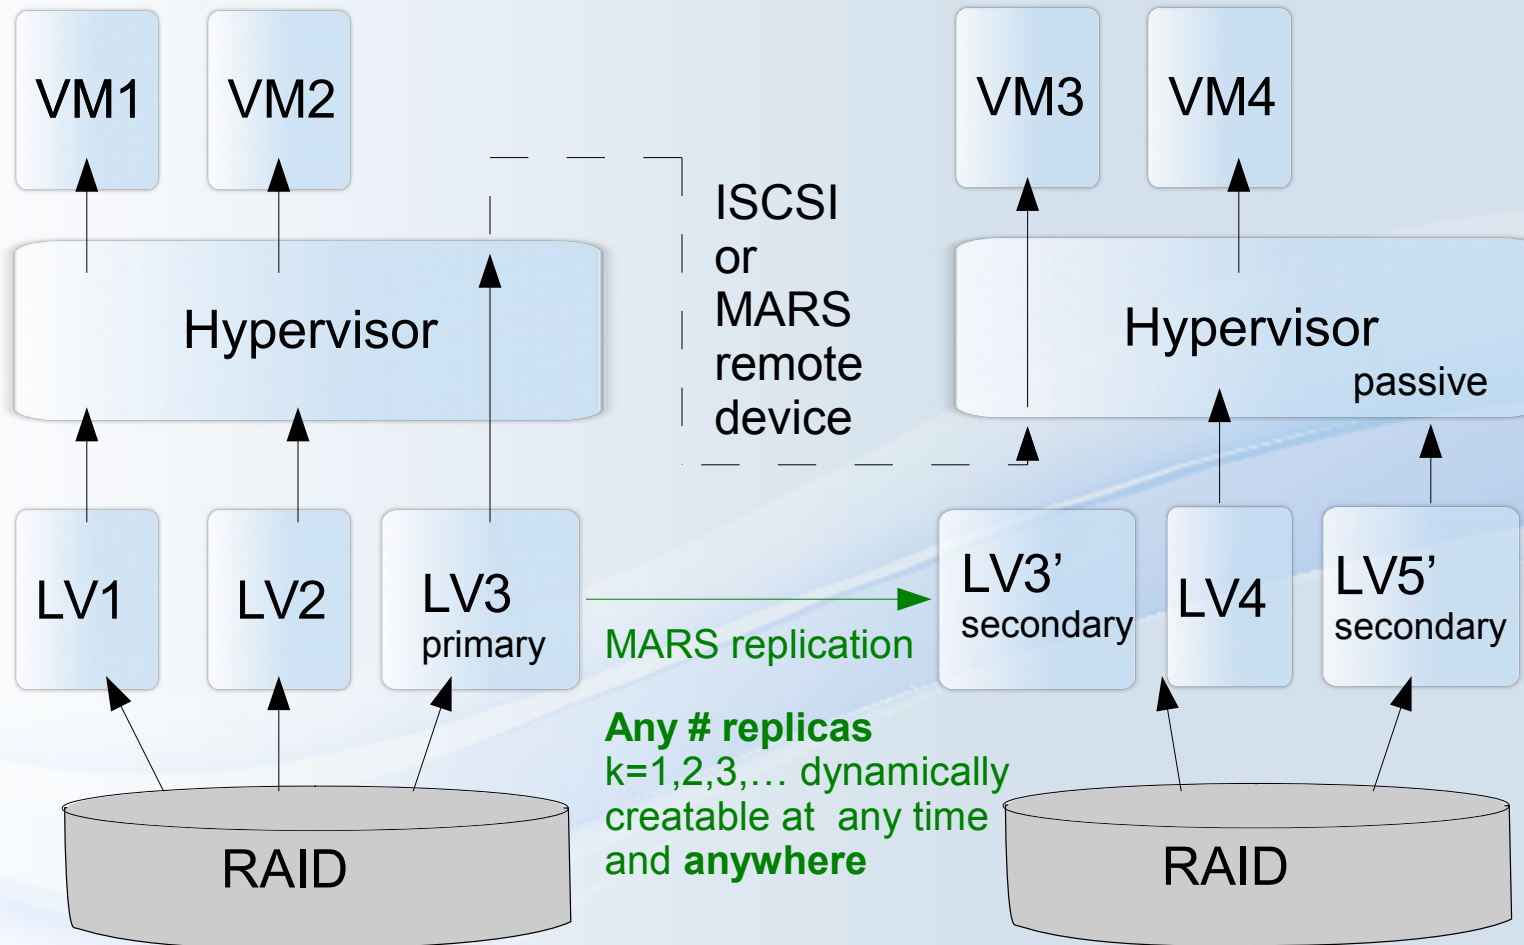 VM1
VM2
VM3
VM4
ISCSI
or
MARS
remote
device
Hypervisor
Hypervisor
passive
LV1
LV2
LV3
primary
MARS replication
LV3’
secondary
LV4
LV5’
secondary
Any # replicas
k=1,2,3,… dynamically
creatable at  any time
and anywhere
RAID
RAID